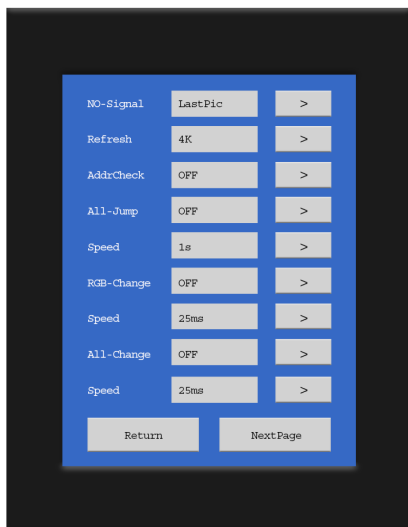 NO-Signal LastPic >
Refresh 4K >
AddrCheck OFF >
All-Jump OFF >
Speed 1s >
RGB-Change OFF >
Speed 25ms >
All-Change OFF >
Speed 25ms >
Return NextPage